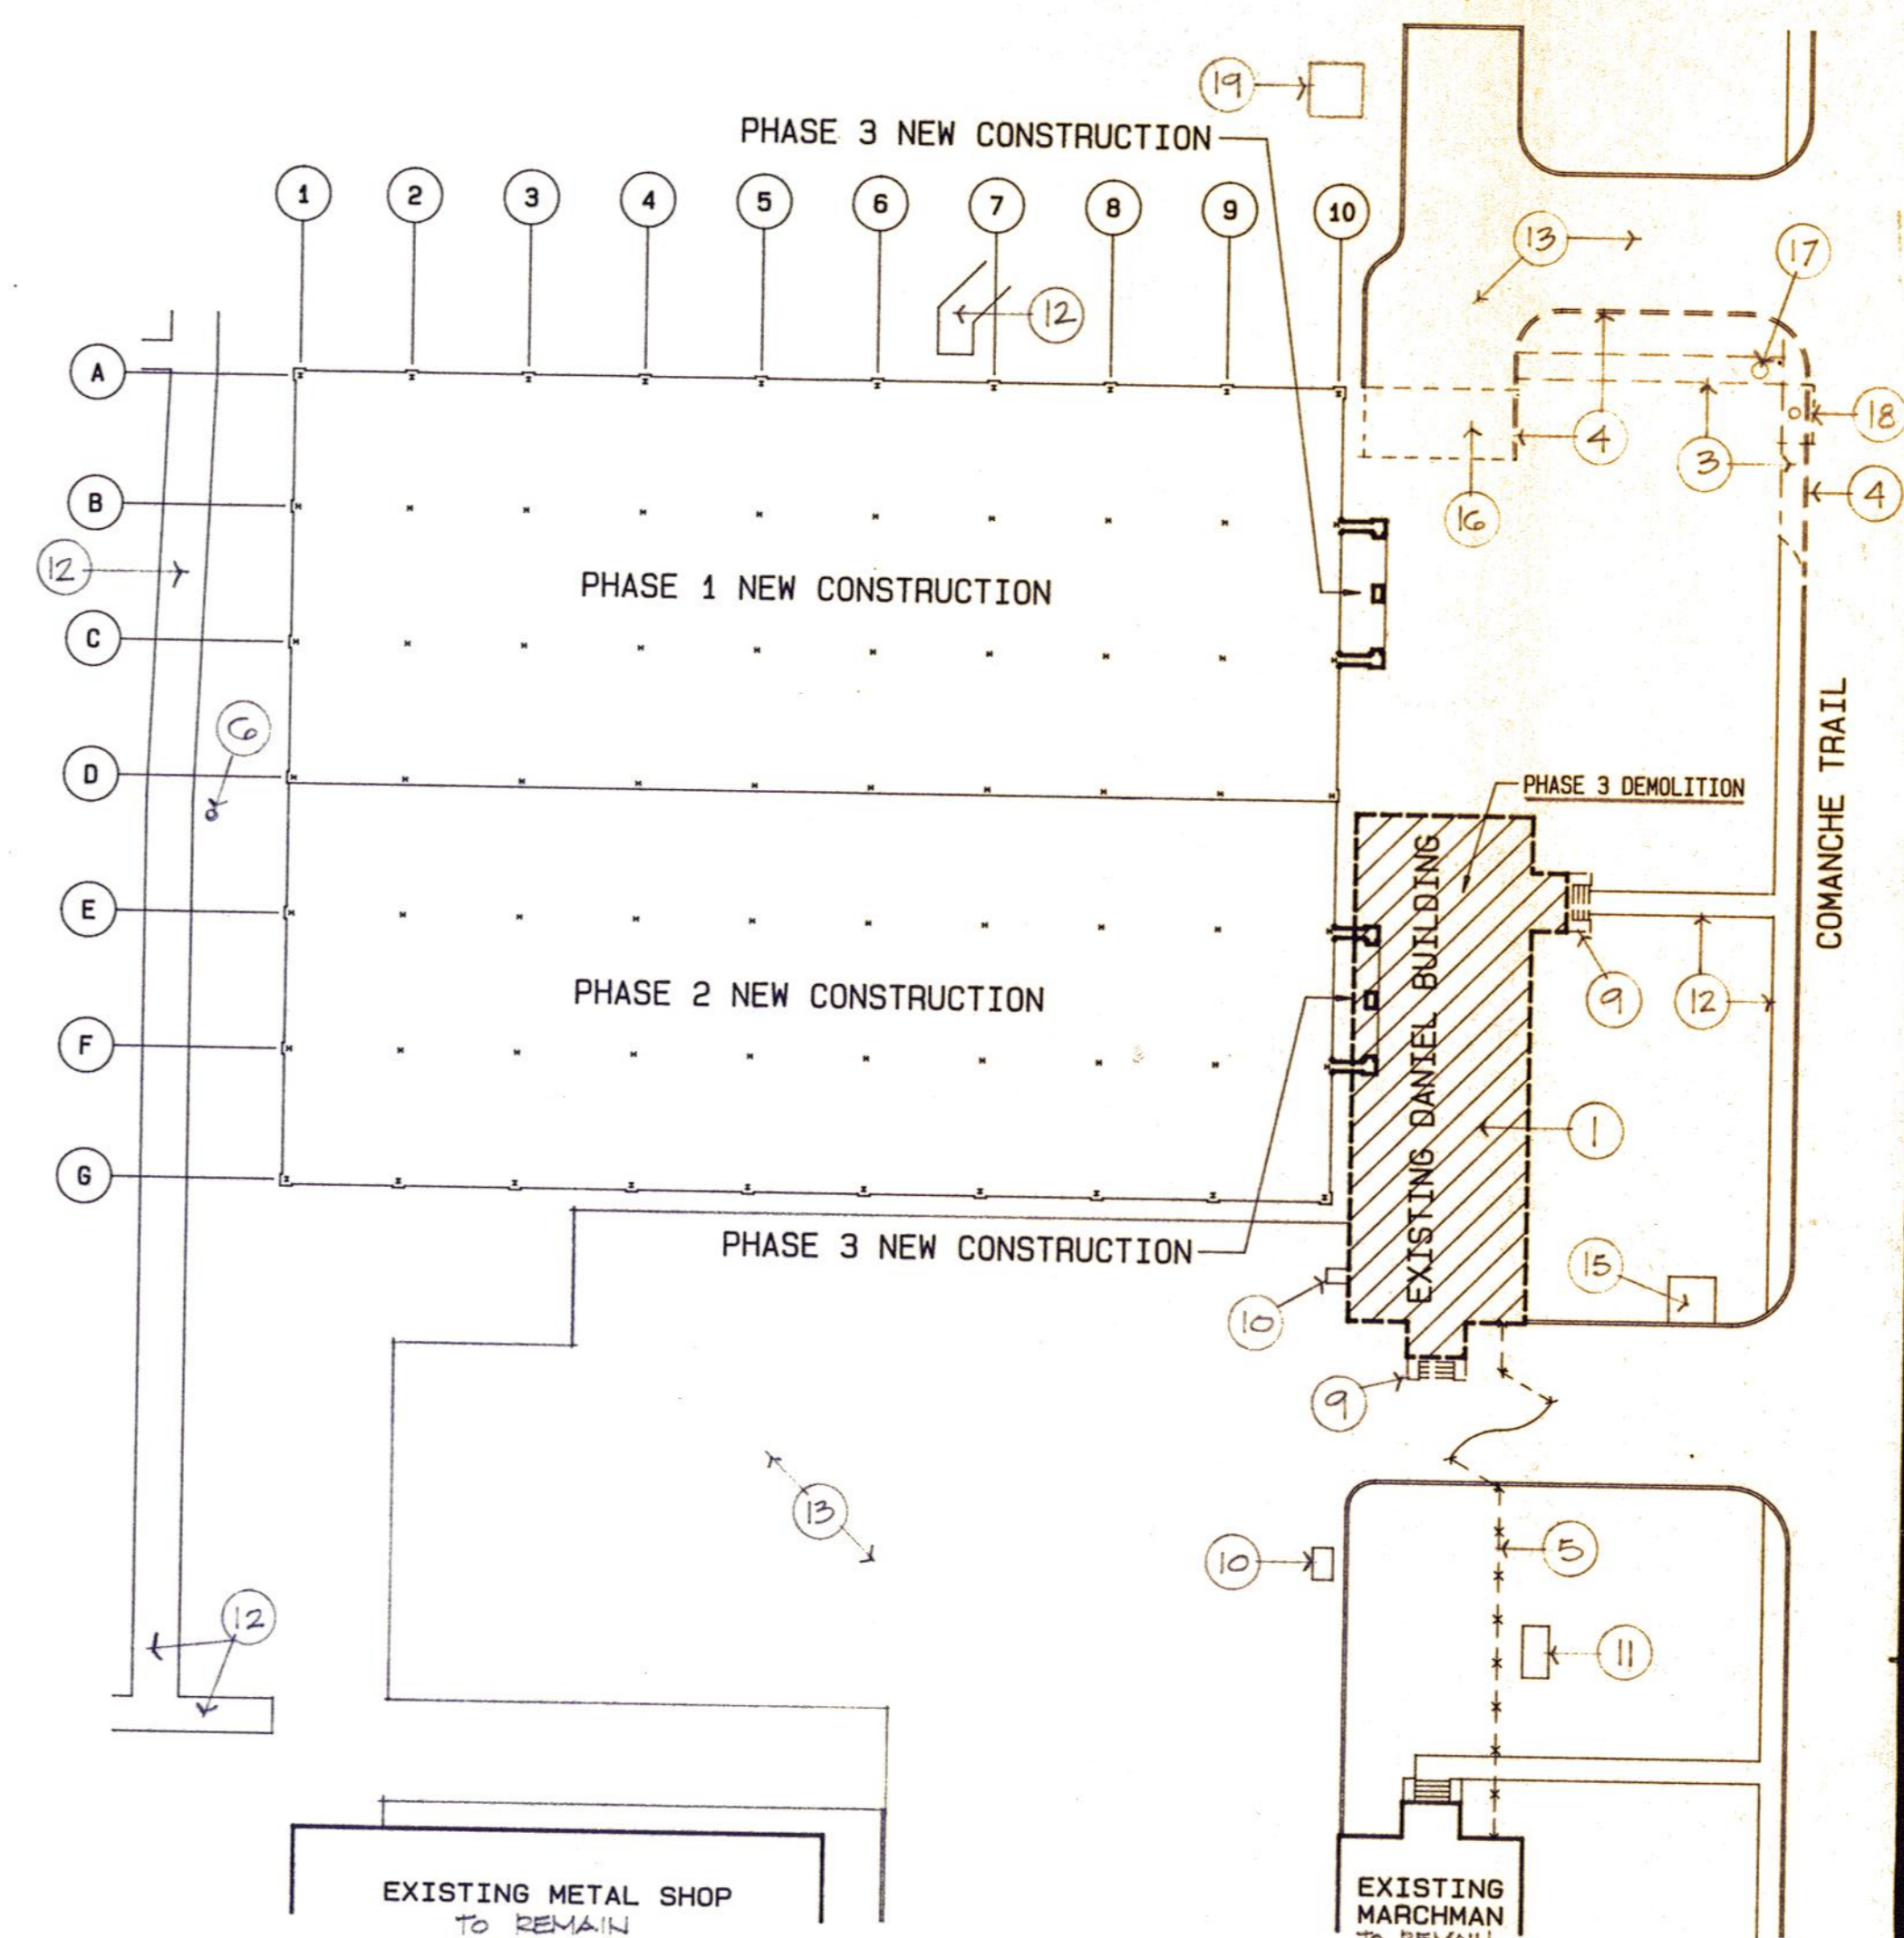 19
PHASE 3 NEW CONSTRUCTION
1 2 3 4 5 6 7 8 9 10
13
17
12
A
4
18
3
4
B
16
12
PHASE 1 NEW CONSTRUCTION
C
6
COMANCHE TRAIL
D
PHASE 3 DEMOLITION
E
EXISTING DANIEL BUILDING
9
12
PHASE 2 NEW CONSTRUCTION
F
1
G
PHASE 3 NEW CONSTRUCTION
15
10
9
13
5
10
12
11
EXISTING METAL SHOP
TO REMAIN
EXISTING
MARCHMAN
TO REMAIN